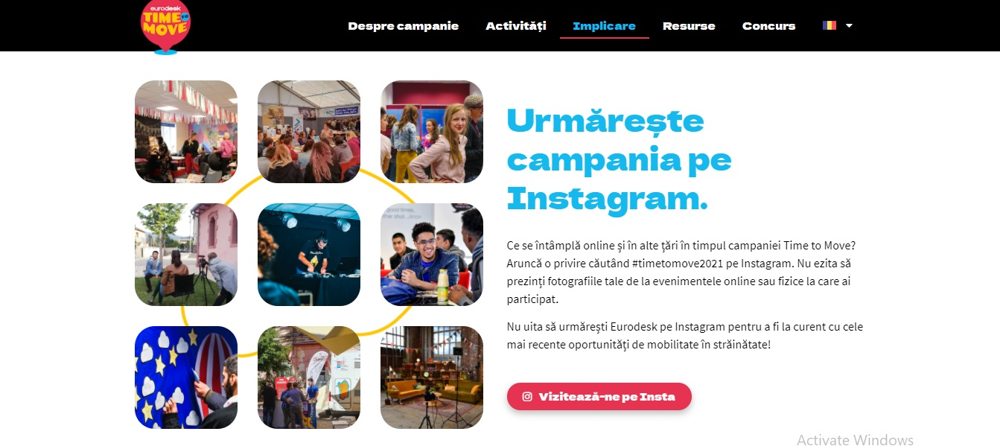 eurodesk
TIME TO
MOVE
Despre campanie Activități Implicare Resurse Concurs
Urmărește
campania pe
Instagram.
Ce se întâmplă online și în alte țări în timpul campaniei Time to Move?
Aruncă o privire căutând #timetomove2021 pe Instagram. Nu ezita să
prezinți fotografiile tale de la evenimentele online sau fizice la care ai
participat.
Nu uita să urmărești Eurodesk pe Instagram pentru a fi la curent cu cele
mai recente oportunități de mobilitate în străinătate!
Vizitează-ne pe Insta
Activate Windows